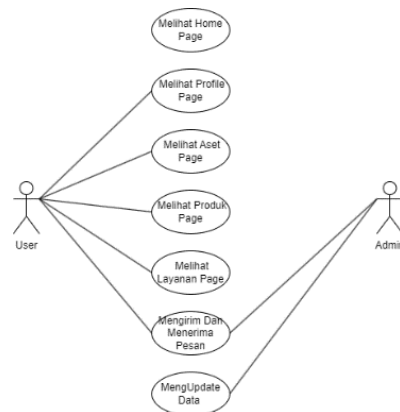 Melihat Home
Page
Melihat Profile
Page
Melihat Aset
Page
Melihat Produk
Page
Melihat
Layanan Page
Mengirim Dan
Menerima
Pesan
MengUpdate
Data
User
Admin